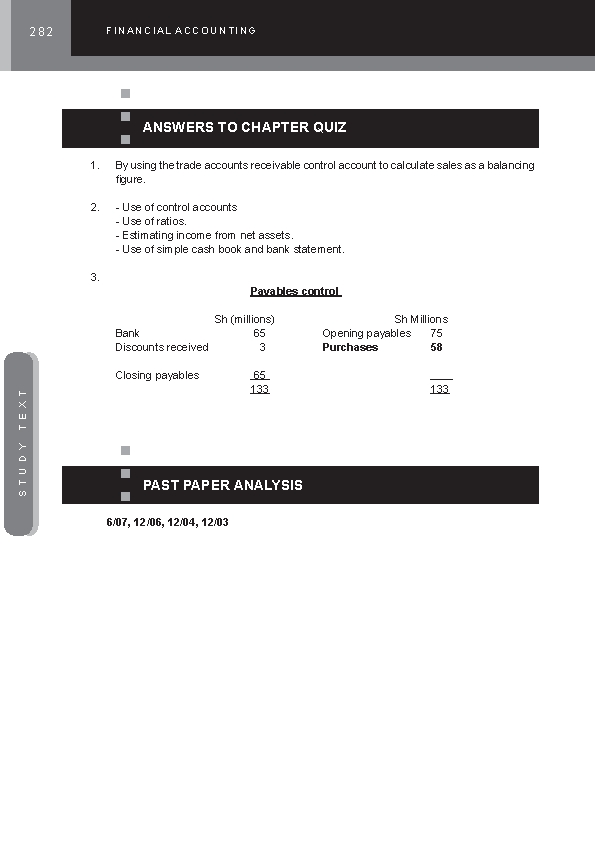 282
FINANCIAL ACCOUNTING
ANSWERS TO CHAPTER QUIZ
1. By using the trade accounts receivable control account to calculate sales as a balancing
figure.
2. - Use of control accounts
- Use of ratios.
- Estimating income from net assets.
- Use of simple cash book and bank statement.
3.
Payables control
Sh (millions) Sh Millions
Bank 65 Opening payables 75
Discounts received 3 Purchases 58
Closing payables 65
133 133
STUDY TEXT
PAST PAPER ANALYSIS
6/07, 12/06, 12/04, 12/03